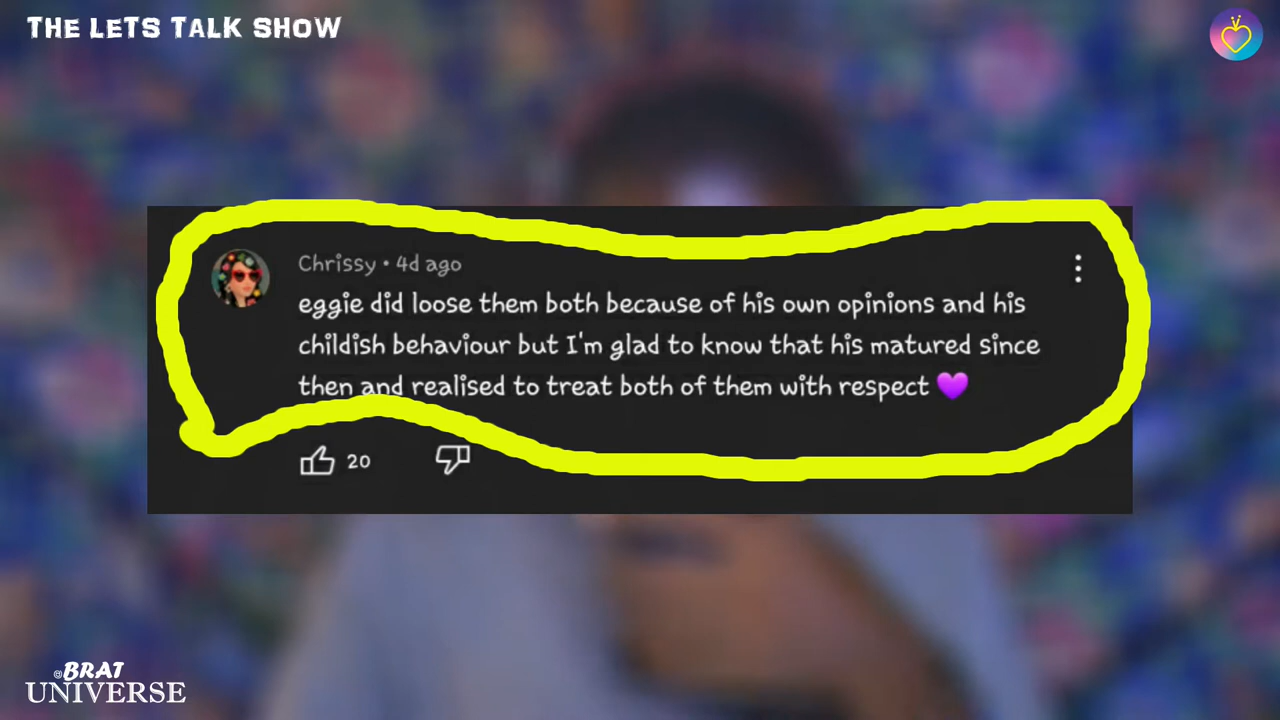 THE LETS TALK SHOW
Chrissy • 4d ago
eggie did loose them both because of his own opinions and his
childish behaviour but I'm glad to know that his matured since
then and realised to treat both of them with respect 💜
20
@BRAT
UNIVERSE